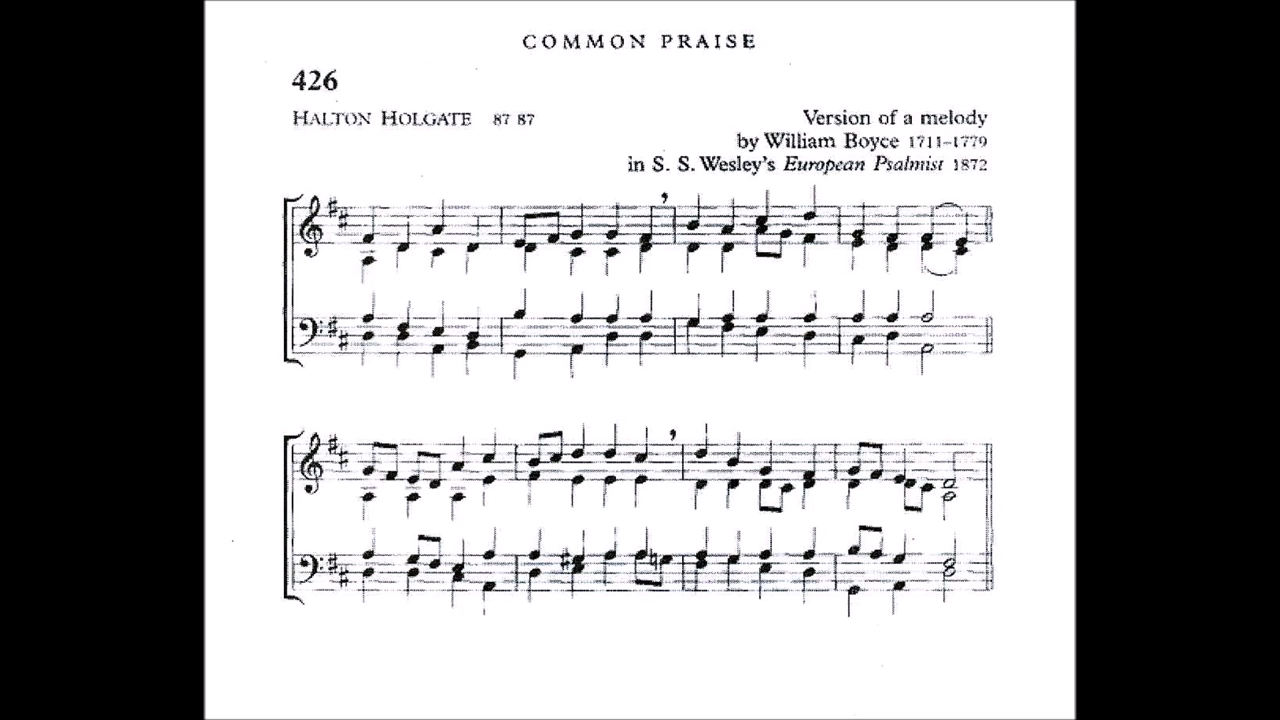 COMMON PRAISE
426
HALTON HOLGATE 87 87
Version of a melody
by William Boyce 1711–1779
in S. S. Wesley's European Psalmist 1872